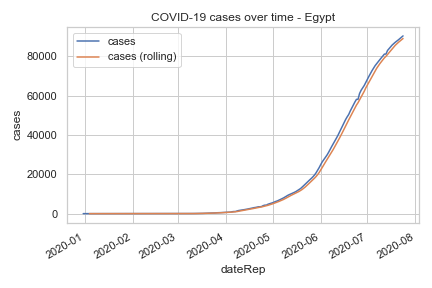 COVID-19 cases over time - Egypt
cases
cases (rolling)
80000
60000
40000
20000
0
cases
2020-01
2020-02
2020-03
2020-04
2020-05
2020-06
2020-07
2020-08
dateRep